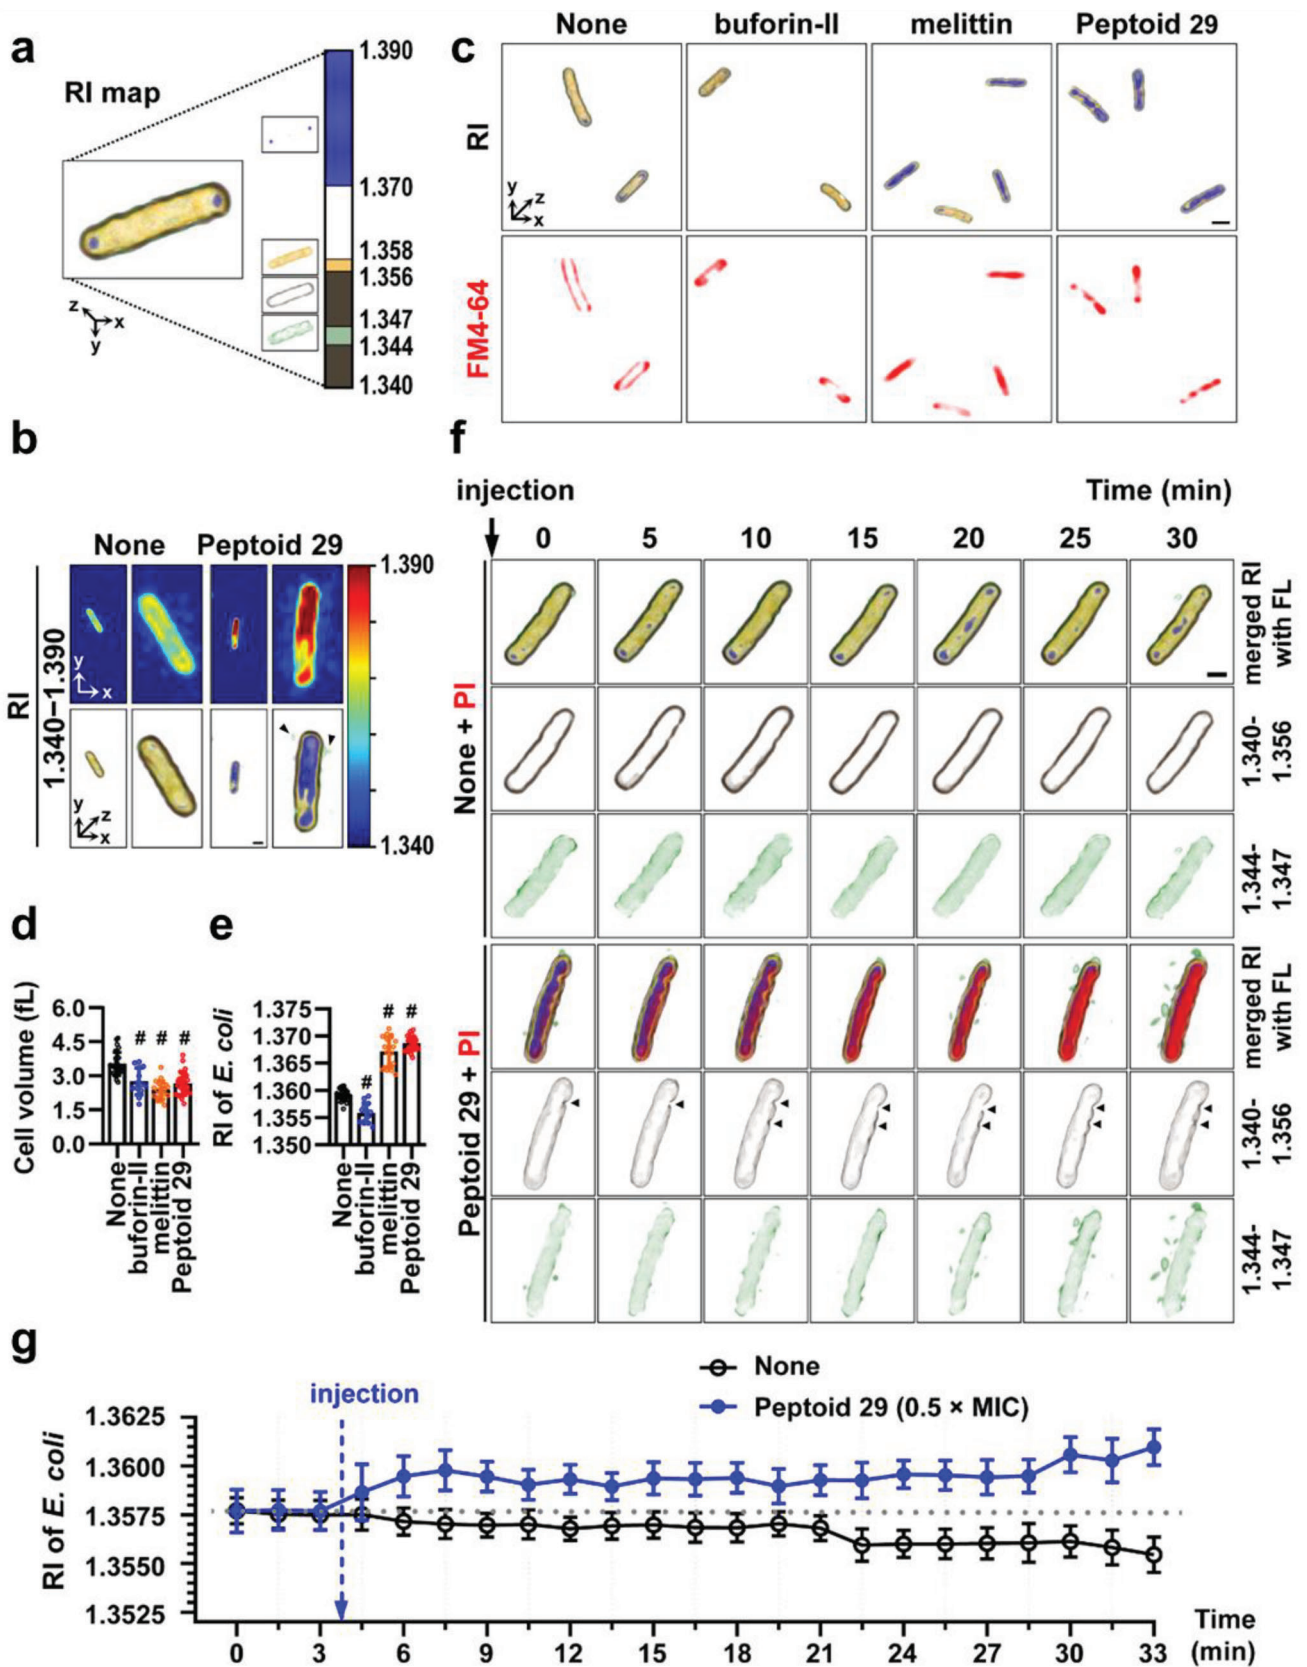 a
RI map
1.390
1.370
1.358
1.356
1.347
1.344
1.340
z
x
y
c
None buforin-II melittin Peptoid 29
RI
y
z
x
FM4-64
b
None Peptoid 29
RI
1.340–1.390
y
x
y
z
x
1.390
1.340
d
Cell volume (fL)
6.0
4.5
3.0
1.5
0.0
# # #
None
buforin-II
melittin
Peptoid 29
e
RI of E. coli
1.375
1.370
1.365
1.360
1.355
1.350
# # #
None
buforin-II
melittin
Peptoid 29
f
injection Time (min)
0 5 10 15 20 25 30
None + PI
merged RI
with FL
1.340-
1.356
1.344-
1.347
Peptoid 29 + PI
merged RI
with FL
1.340-
1.356
1.344-
1.347
g
None
Peptoid 29 (0.5 × MIC)
injection
RI of E. coli
1.3625
1.3600
1.3575
1.3550
1.3525
0 3 6 9 12 15 18 21 24 27 30 33
Time
(min)